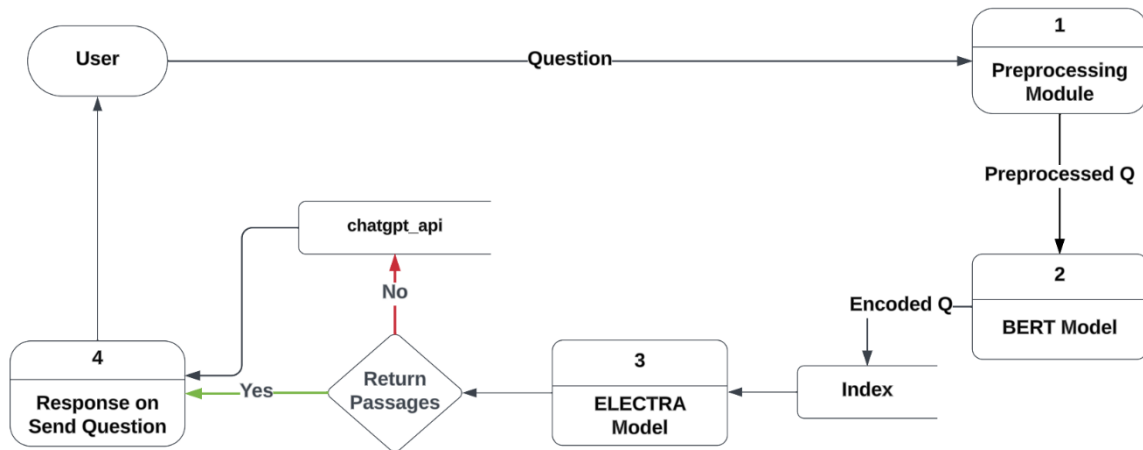 User
Question
1
Preprocessing
Module
Preprocessed Q
chatgpt_api
No
Encoded Q
2
BERT Model
4
Response on
Send Question
Yes
Return
Passages
3
ELECTRA
Model
Index